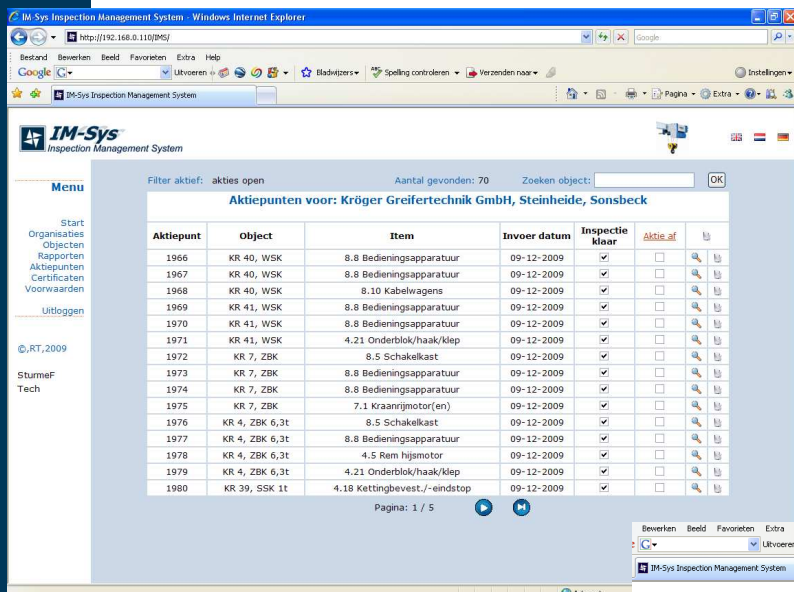 IM-Sys Inspection Management System - Windows Internet Explorer
http://192.168.0.110/IMS/
Google
Bestand Bewerken Beeld Favorieten Extra Help
Google G Uitvoeren Bladwijzers Spelling controleren Verzenden naar Instellingen
IM-Sys Inspection Management System Pagina Extra
IM-Sys
Inspection Management System
Menu
Start
Organisaties
Objecten
Rapporten
Aktiepunten
Certificaten
Voorwaarden
Uitloggen
©,RT,2009
SturmeF
Tech
Filter aktief: akties open Aantal gevonden: 70 Zoeken object: OK
Aktiepunten voor: Kröger Greifertechnik GmbH, Steinheide, Sonsbeck
Aktiepunt Object Item Invoer datum Inspectie klaar Aktie af
1966 KR 40, WSK 8.8 Bedieningsapparatuur 09-12-2009
1967 KR 40, WSK 8.8 Bedieningsapparatuur 09-12-2009
1968 KR 40, WSK 8.10 Kabelwagens 09-12-2009
1969 KR 41, WSK 8.8 Bedieningsapparatuur 09-12-2009
1970 KR 41, WSK 8.8 Bedieningsapparatuur 09-12-2009
1971 KR 41, WSK 4.21 Onderblok/haak/klep 09-12-2009
1972 KR 7, ZBK 8.5 Schakelkast 09-12-2009
1973 KR 7, ZBK 8.8 Bedieningsapparatuur 09-12-2009
1974 KR 7, ZBK 8.8 Bedieningsapparatuur 09-12-2009
1975 KR 7, ZBK 7.1 Kraanrijmotor(en) 09-12-2009
1976 KR 4, ZBK 6,3t 8.5 Schakelkast 09-12-2009
1977 KR 4, ZBK 6,3t 8.8 Bedieningsapparatuur 09-12-2009
1978 KR 4, ZBK 6,3t 4.5 Rem hijsmotor 09-12-2009
1979 KR 4, ZBK 6,3t 4.21 Onderblok/haak/klep 09-12-2009
1980 KR 39, SSK 1t 4.18 Kettingbevest./-eindstop 09-12-2009
Pagina: 1 / 5
Bewerken Beeld Favorieten Extra
G Uitvoeren
IM-Sys Inspection Management System